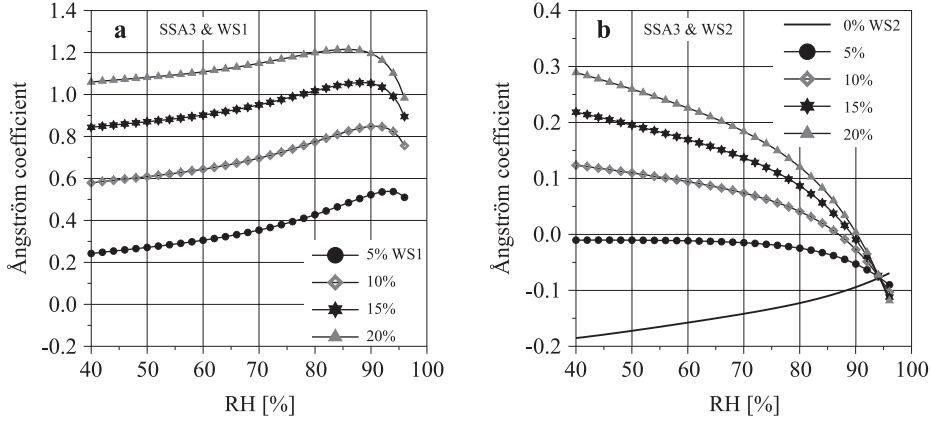 a
SSA3 & WS1
Ångström coefficient
1.4
1.2
1.0
0.8
0.6
0.4
0.2
0.0
-0.2
5% WS1
10%
15%
20%
40 50 60 70 80 90 100
RH [%]
b
SSA3 & WS2
Ångström coefficient
0.4
0.3
0.2
0.1
0.0
-0.1
-0.2
0% WS2
5%
10%
15%
20%
40 50 60 70 80 90 100
RH [%]